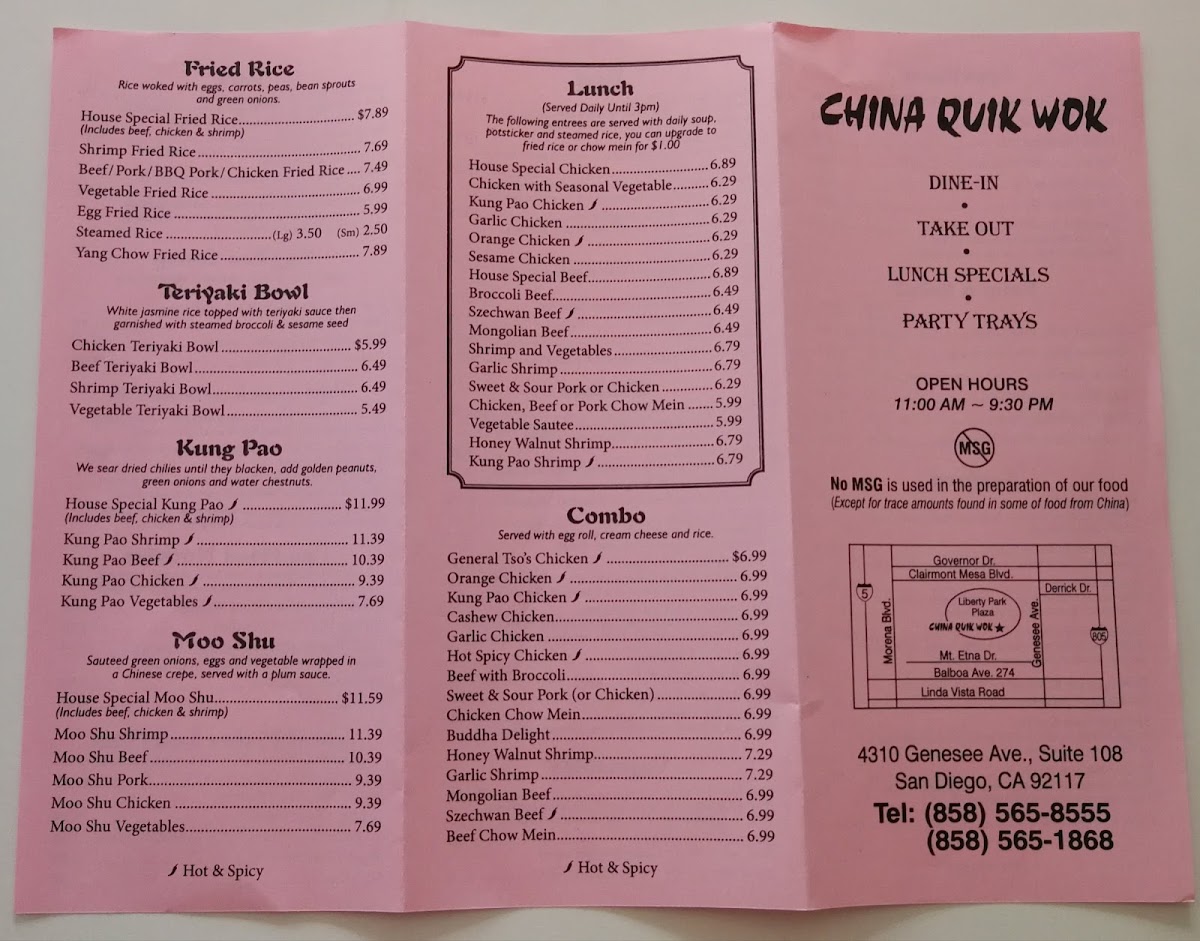 Fried Rice
Rice woked with eggs, carrots, peas, bean sprouts
and green onions.
House Special Fried Rice............................ $7.89
(Includes beef, chicken & shrimp)
Shrimp Fried Rice........................................ 7.69
Beef/Pork/BBQ Pork/Chicken Fried Rice.... 7.49
Vegetable Fried Rice.................................... 6.99
Egg Fried Rice............................................. 5.99
Steamed Rice..........................(Lg) 3.50 (Sm) 2.50
Yang Chow Fried Rice.................................. 7.89
Teriyaki Bowl
White jasmine rice topped with teriyaki sauce then
garnished with steamed broccoli & sesame seed
Chicken Teriyaki Bowl................................ $5.99
Beef Teriyaki Bowl........................................ 6.49
Shrimp Teriyaki Bowl................................... 6.49
Vegetable Teriyaki Bowl................................ 5.49
Kung Pao
We sear dried chilies until they blacken, add golden peanuts,
green onions and water chestnuts.
House Special Kung Pao ........................ $11.99
(Includes beef, chicken & shrimp)
Kung Pao Shrimp ..................................... 11.39
Kung Pao Beef ......................................... 10.39
Kung Pao Chicken ..................................... 9.39
Kung Pao Vegetables .................................. 7.69
Moo Shu
Sauteed green onions, eggs and vegetable wrapped in
a Chinese crepe, served with a plum sauce.
House Special Moo Shu.............................. $11.59
(Includes beef, chicken & shrimp)
Moo Shu Shrimp........................................... 11.39
Moo Shu Beef............................................... 10.39
Moo Shu Pork................................................ 9.39
Moo Shu Chicken.......................................... 9.39
Moo Shu Vegetables...................................... 7.69
Hot & Spicy
Lunch
(Served Daily Until 3pm)
The following entrees are served with daily soup,
potsticker and steamed rice, you can upgrade to
fried rice or chow mein for $1.00
House Special Chicken........................6.89
Chicken with Seasonal Vegetable.........6.29
Kung Pao Chicken ...........................6.29
Garlic Chicken ...................................6.29
Orange Chicken ..............................6.29
Sesame Chicken .................................6.29
House Special Beef..............................6.89
Broccoli Beef.......................................6.49
Szechwan Beef ................................6.49
Mongolian Beef...................................6.49
Shrimp and Vegetables........................6.79
Garlic Shrimp.....................................6.79
Sweet & Sour Pork or Chicken.............6.29
Chicken, Beef or Pork Chow Mein......5.99
Vegetable Sautee..................................5.99
Honey Walnut Shrimp.........................6.79
Kung Pao Shrimp ............................6.79
Combo
Served with egg roll, cream cheese and rice.
General Tso's Chicken ............................ $6.99
Orange Chicken ...................................... 6.99
Kung Pao Chicken ................................... 6.99
Cashew Chicken......................................... 6.99
Garlic Chicken ........................................... 6.99
Hot Spicy Chicken ................................... 6.99
Beef with Broccoli...................................... 6.99
Sweet & Sour Pork (or Chicken)................. 6.99
Chicken Chow Mein................................... 6.99
Buddha Delight.......................................... 6.99
Honey Walnut Shrimp................................ 7.29
Garlic Shrimp............................................. 7.29
Mongolian Beef.......................................... 6.99
Szechwan Beef ........................................ 6.99
Beef Chow Mein......................................... 6.99
Hot & Spicy
CHINA QUIK WOK
DINE-IN
•
TAKE OUT
•
LUNCH SPECIALS
•
PARTY TRAYS
OPEN HOURS
11:00 AM ~ 9:30 PM
MSG
No MSG is used in the preparation of our food
(Except for trace amounts found in some of food from China)
Governor Dr.
Clairmont Mesa Blvd.
Derrick Dr.
5
Morena Blvd.
Liberty Park
Plaza
CHINA QUIK WOK★
Genesee Ave.
805
Mt. Etna Dr.
Balboa Ave. 274
Linda Vista Road
4310 Genesee Ave., Suite 108
San Diego, CA 92117
Tel: (858) 565-8555
(858) 565-1868